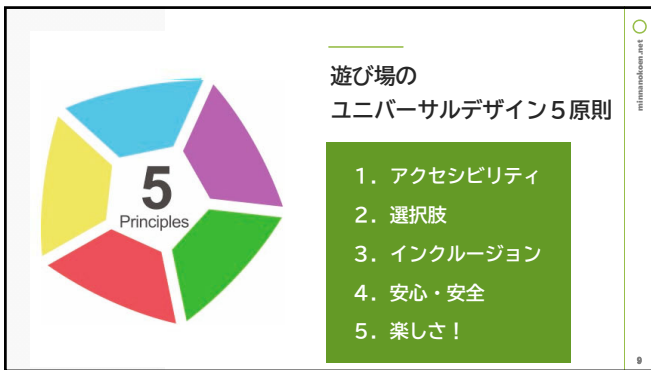 5
Principles
遊び場の
ユニバーサルデザイン５原則
１．アクセシビリティ
２．選択肢
３．インクルージョン
４．安心・安全
５．楽しさ！
minnanokoen.net
9